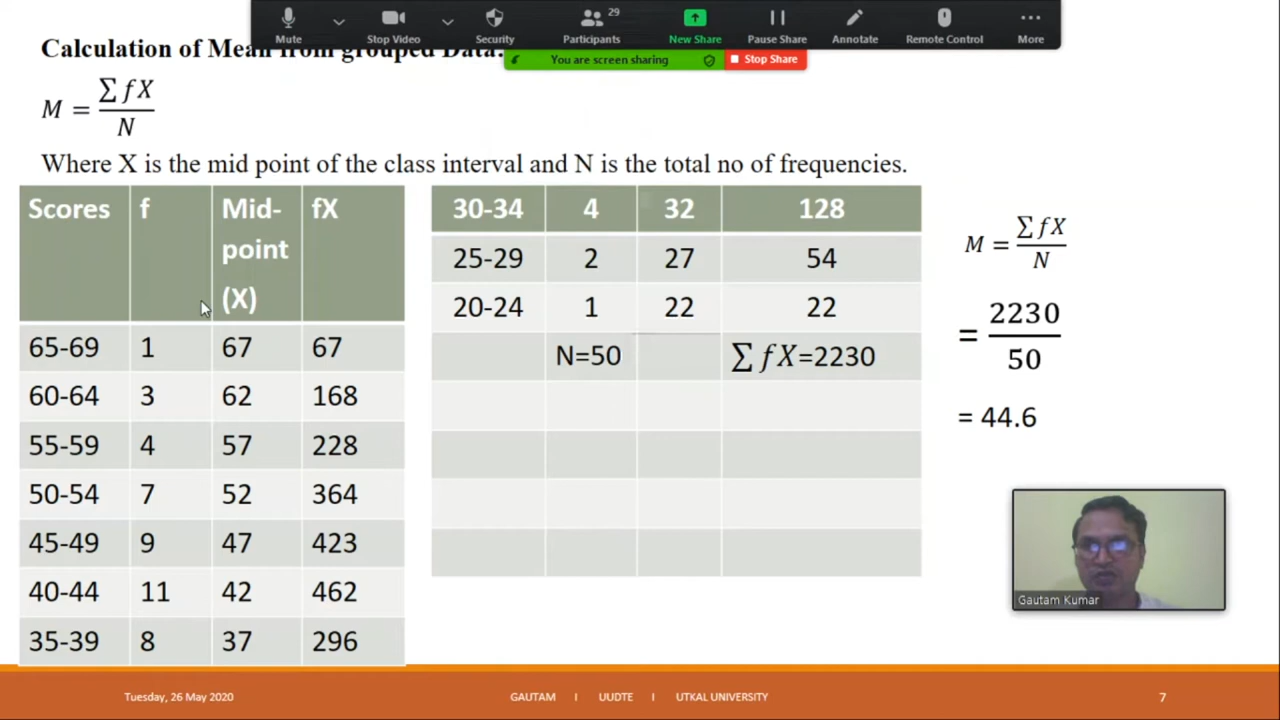 Mute
Stop Video
Security
Participants
29
New Share
Pause Share
Annotate
Remote Control
More
You are screen sharing
Stop Share
Calculation of Mean from grouped Data:
M = ∑ fX / N
Where X is the mid point of the class interval and N is the total no of frequencies.
Scores f Mid-point (X) fX
65-69 1 67 67
60-64 3 62 168
55-59 4 57 228
50-54 7 52 364
45-49 9 47 423
40-44 11 42 462
35-39 8 37 296
30-34 4 32 128
25-29 2 27 54
20-24 1 22 22
N=50 ∑ fX=2230
M = ∑ fX / N
= 2230 / 50
= 44.6
Gautam Kumar
Tuesday, 26 May 2020
GAUTAM I UUDTE I UTKAL UNIVERSITY
7